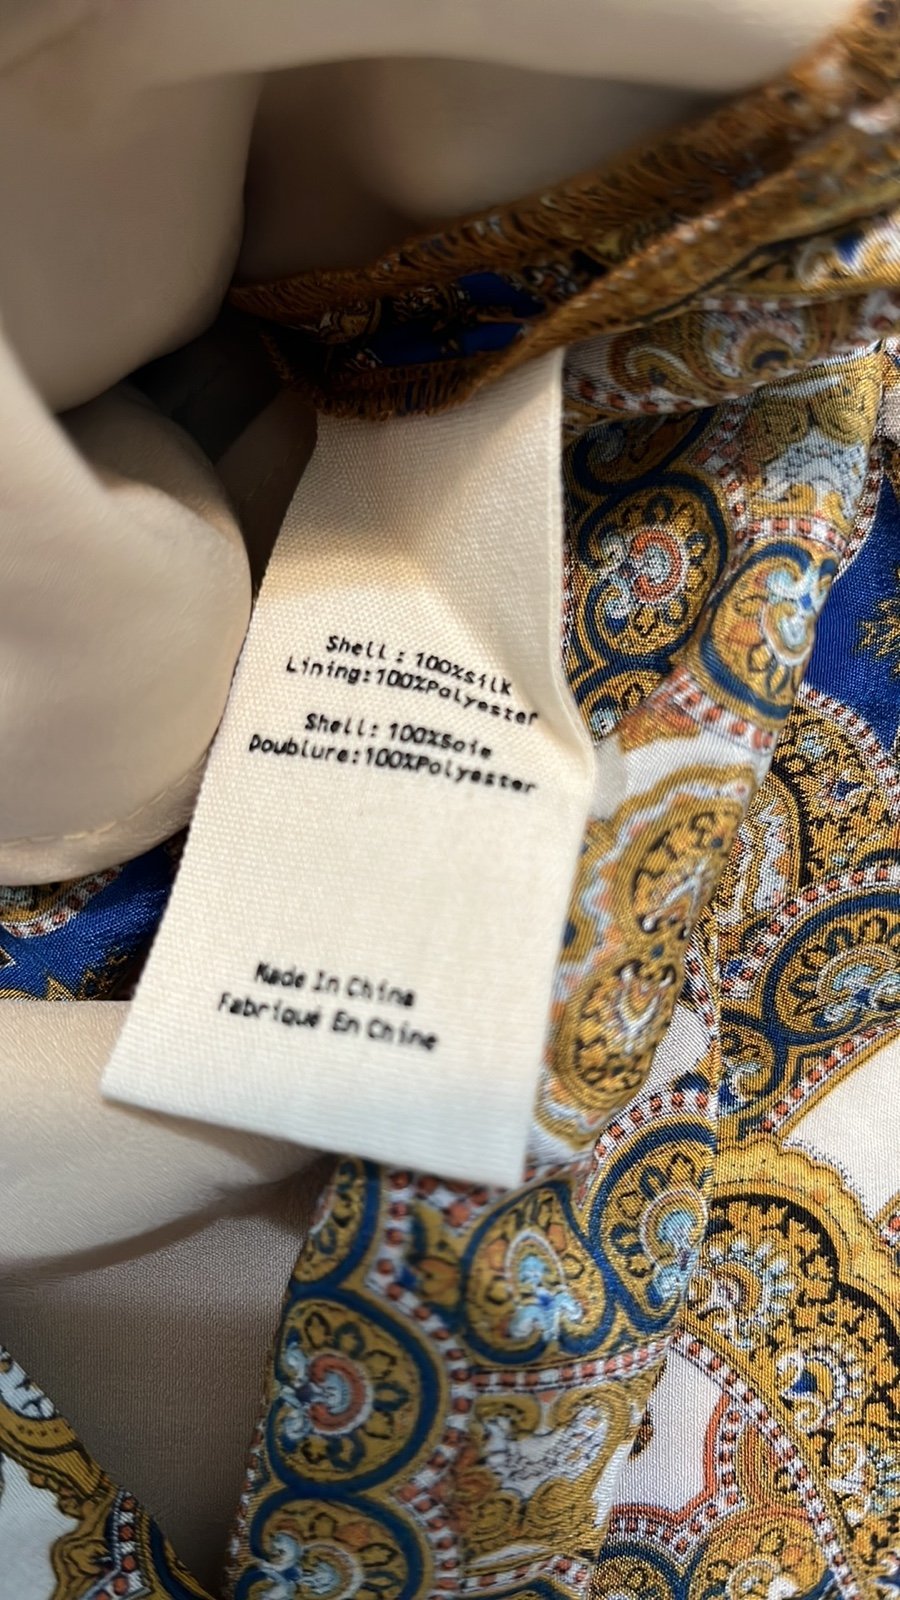 Shell: 100%Silk
Lining:100%Polyester
Shell: 100%Soie
Doublure:100%Polyester
Made In China
Fabriqué En Chine